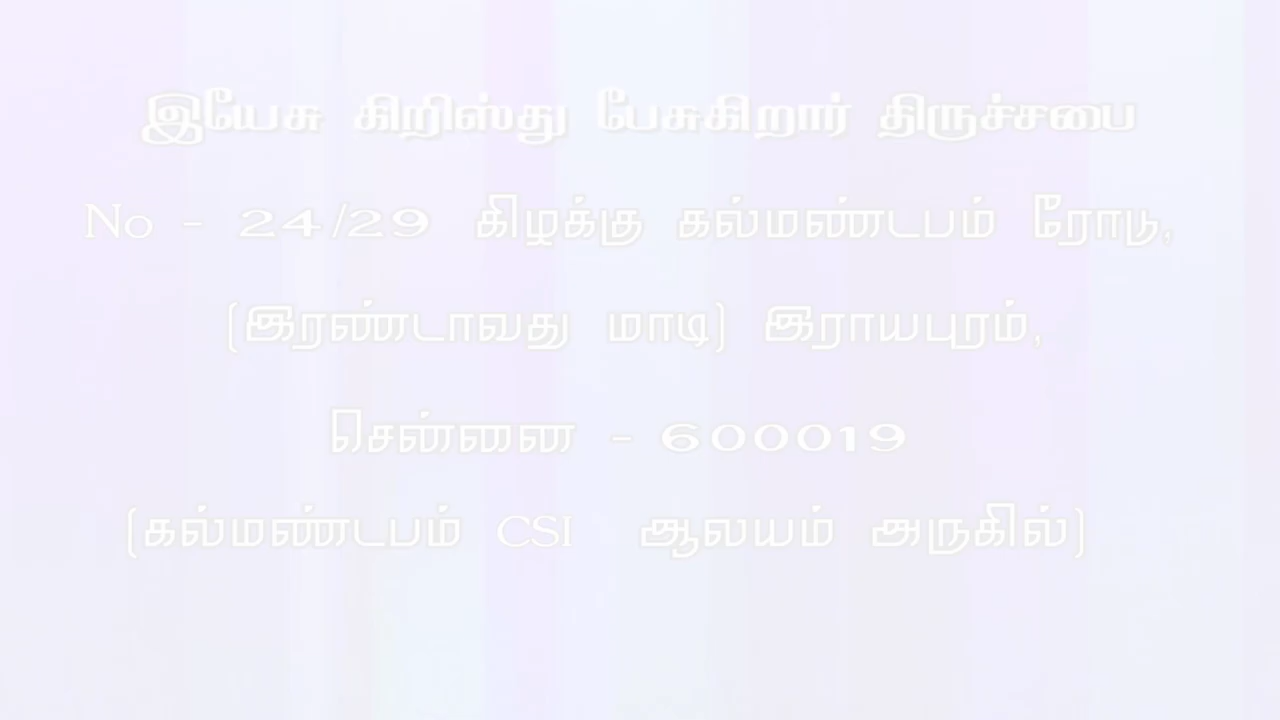 இயேசு கிறிஸ்து பேசுகிறார் திருச்சபை
No - 24/29 கிழக்கு கல்மண்டபம் ரோடு,
(இரண்டாவது மாடி) இராயபுரம்,
சென்னை - 600019
(கல்மண்டபம் CSI ஆலயம் அருகில்)